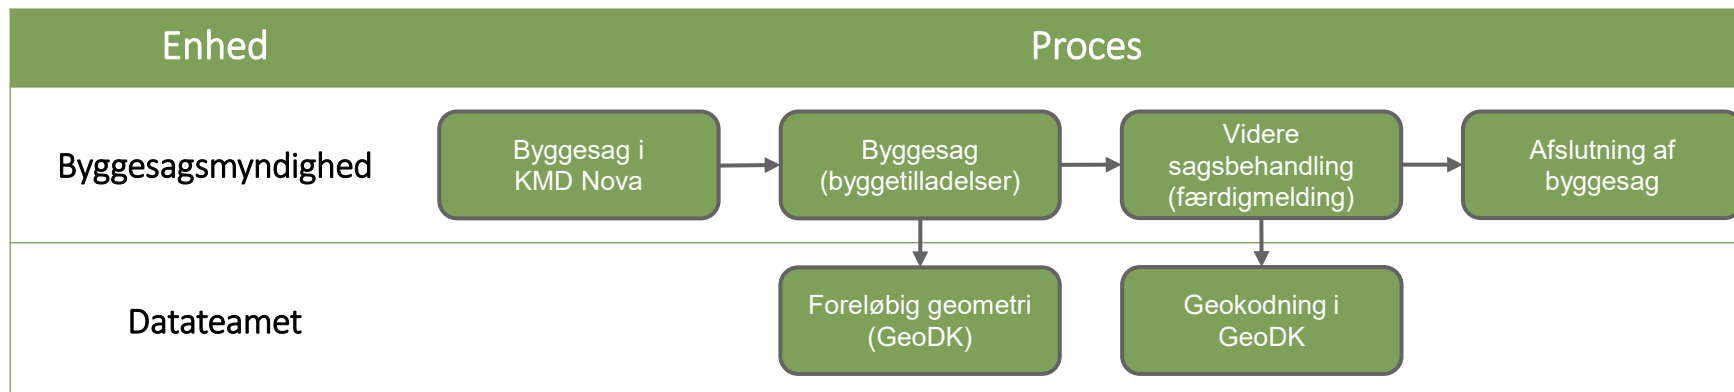 Enhed
Proces
Byggesagsmyndighed
Byggesag i
KMD Nova
Byggesag
(byggetilladelser)
Videre
sagsbehandling
(færdigmelding)
Afslutning af
byggesag
Datateamet
Foreløbig geometri
(GeoDK)
Geokodning i
GeoDK